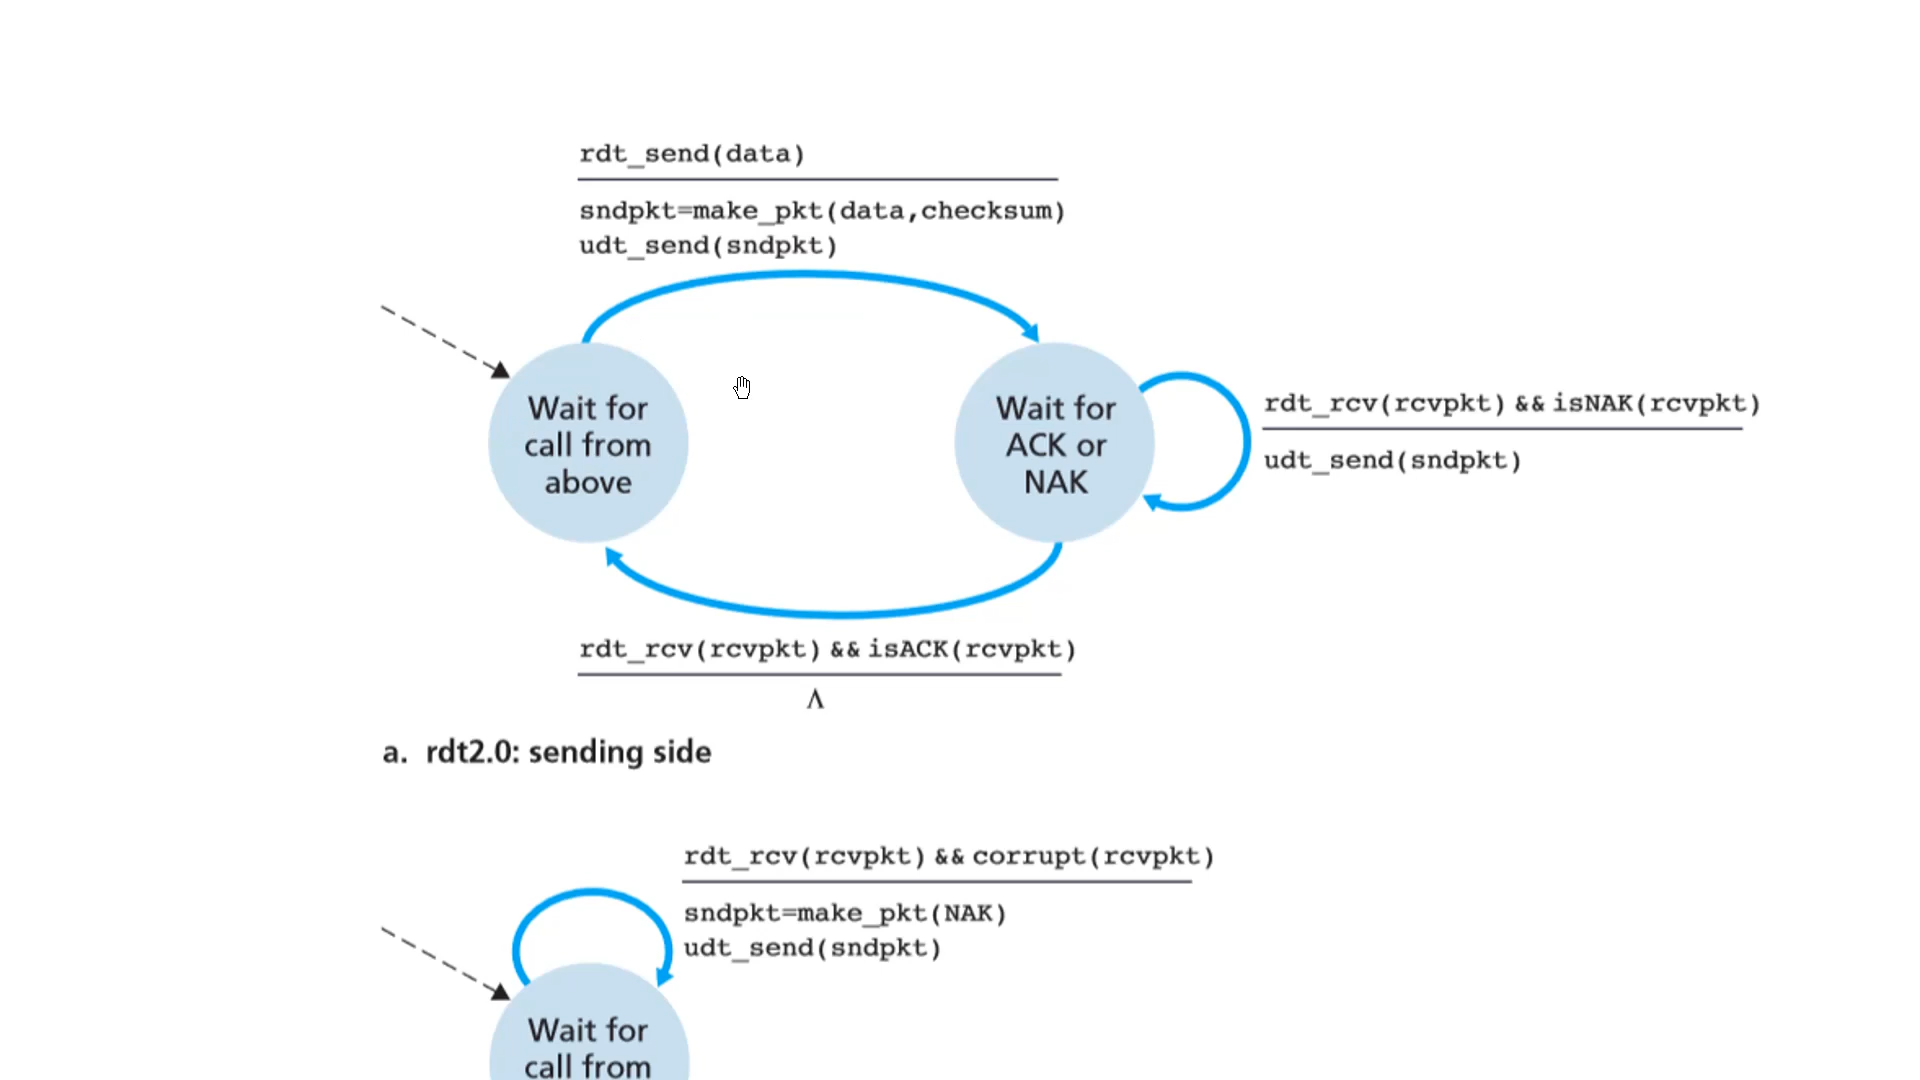 rdt_send(data)
sndpkt=make_pkt(data,checksum)
udt_send(sndpkt)
Wait for
call from
above
Wait for
ACK or
NAK
rdt_rcv(rcvpkt) && isNAK(rcvpkt)
udt_send(sndpkt)
rdt_rcv(rcvpkt) && isACK(rcvpkt)
Λ
a. rdt2.0: sending side
rdt_rcv(rcvpkt) && corrupt(rcvpkt)
sndpkt=make_pkt(NAK)
udt_send(sndpkt)
Wait for
call from